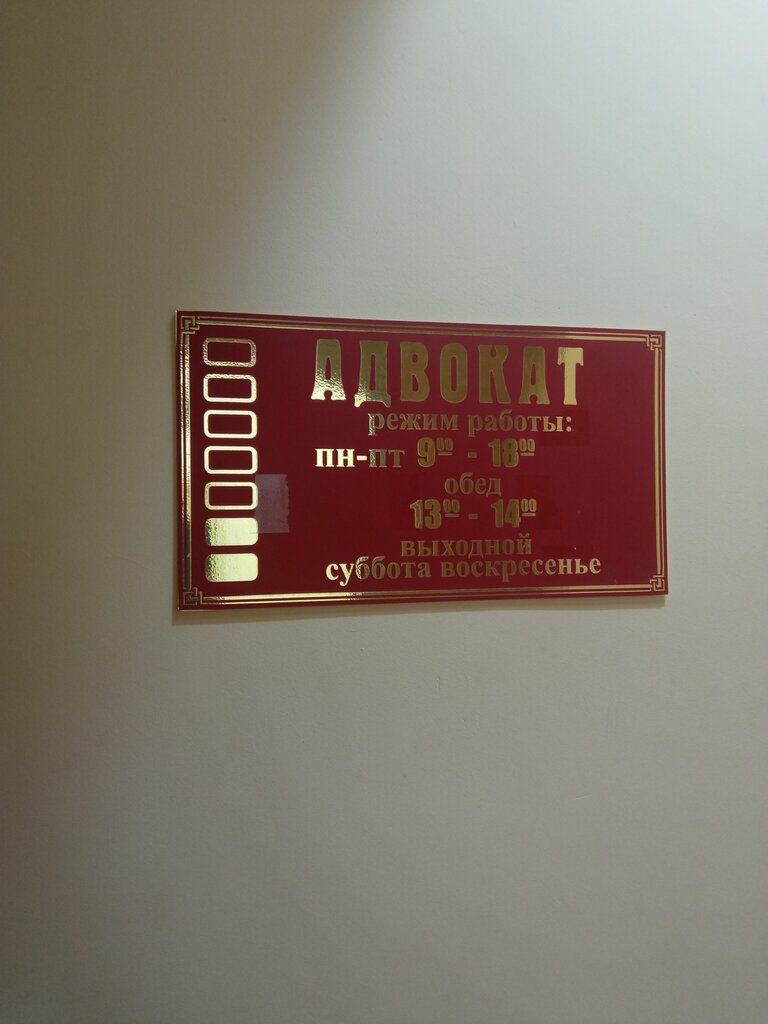 АДВОКАТ
режим работы:
пн-пт 9⁰⁰ - 18⁰⁰
обед
13⁰⁰ - 14⁰⁰
выходной
суббота воскресенье